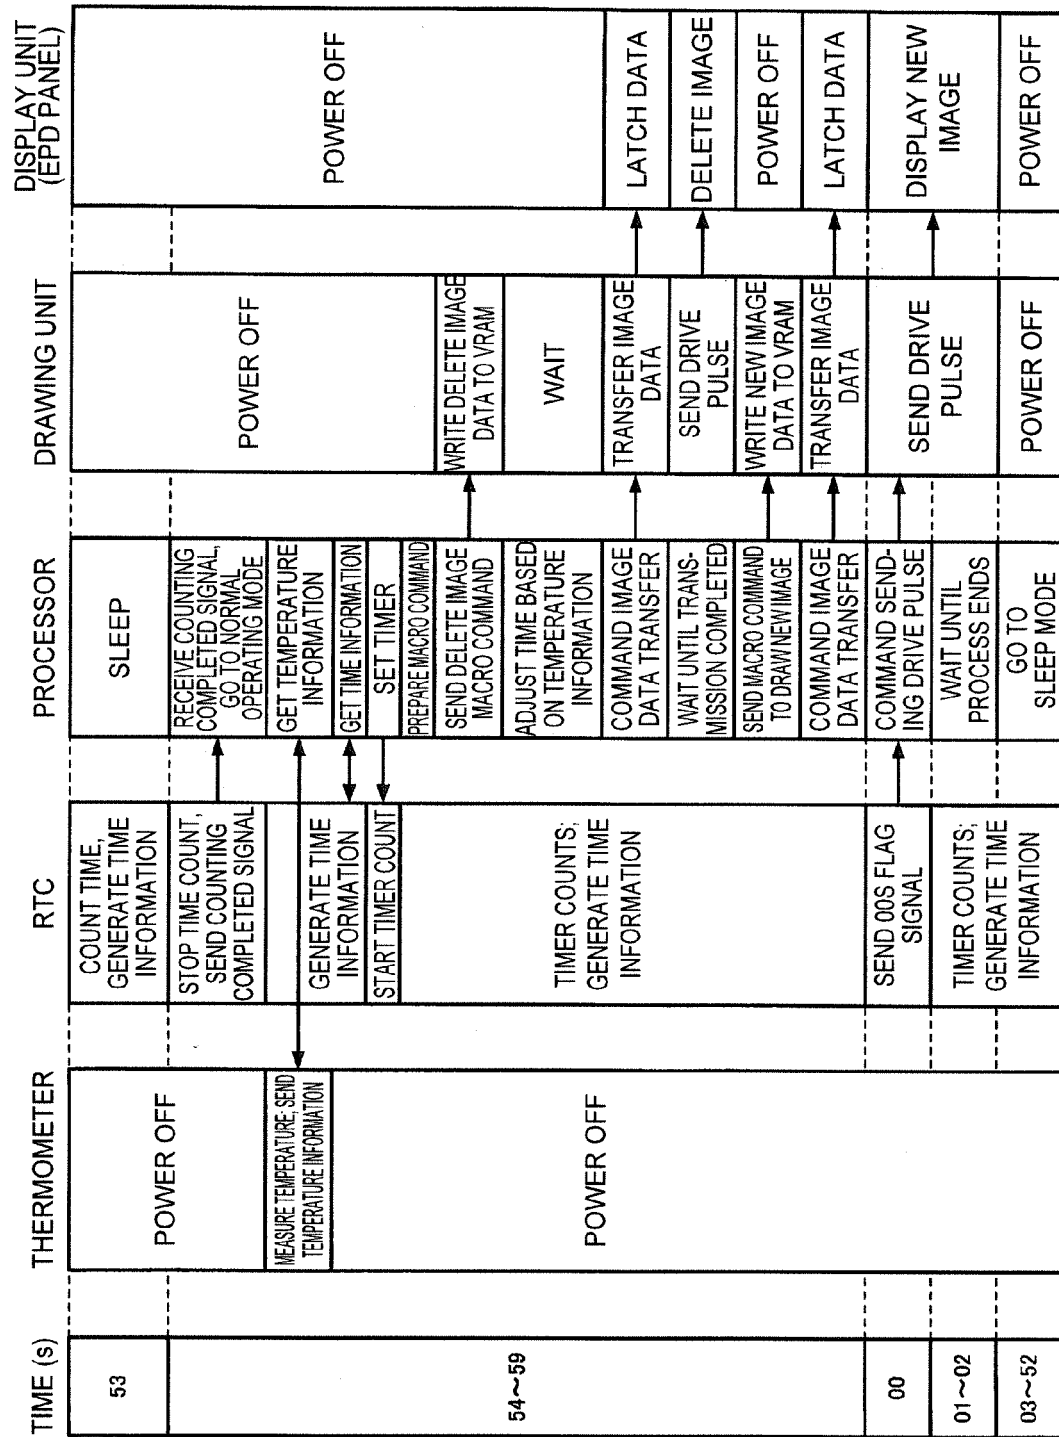 TIME (s)
53
54~59
00
01~02
03~52
THERMOMETER
POWER OFF
MEASURE TEMPERATURE; SEND
TEMPERATURE INFORMATION
POWER OFF
RTC
COUNT TIME,
GENERATE TIME
INFORMATION
STOP TIME COUNT,
SEND COUNTING
COMPLETED SIGNAL
GENERATE TIME
INFORMATION
START TIMER COUNT
TIMER COUNTS;
GENERATE TIME
INFORMATION
SEND 00S FLAG
SIGNAL
TIMER COUNTS;
GENERATE TIME
INFORMATION
PROCESSOR
SLEEP
RECEIVE COUNTING
COMPLETED SIGNAL,
GO TO NORMAL
OPERATING MODE
GET TEMPERATURE
INFORMATION
GET TIME INFORMATION
SET TIMER
PREPARE MACRO COMMAND
SEND DELETE IMAGE
MACRO COMMAND
ADJUST TIME BASED
ON TEMPERATURE
INFORMATION
COMMAND IMAGE
DATA TRANSFER
WAIT UNTIL TRANS-
MISSION COMPLETED
SEND MACRO COMMAND
TO DRAW NEW IMAGE
COMMAND IMAGE
DATA TRANSFER
COMMAND SEND-
ING DRIVE PULSE
WAIT UNTIL
PROCESS ENDS
GO TO
SLEEP MODE
DRAWING UNIT
POWER OFF
WRITE DELETE IMAGE
DATA TO VRAM
WAIT
TRANSFER IMAGE
DATA
SEND DRIVE
PULSE
WRITE NEW IMAGE
DATA TO VRAM
TRANSFER IMAGE
DATA
SEND DRIVE
PULSE
POWER OFF
DISPLAY UNIT
(EPD PANEL)
POWER OFF
LATCH DATA
DELETE IMAGE
POWER OFF
LATCH DATA
DISPLAY NEW
IMAGE
POWER OFF